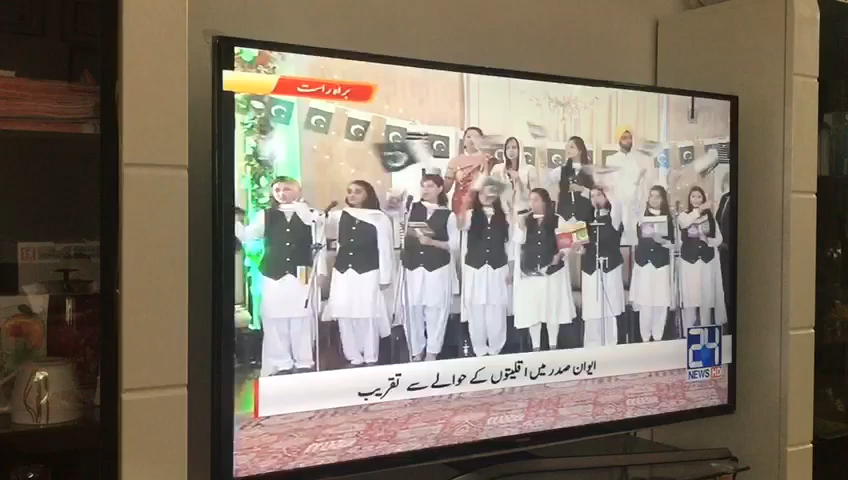 براہ راست
ایوان صدر میں اقلیتوں کے حوالے سے تقریب
24
NEWS HD